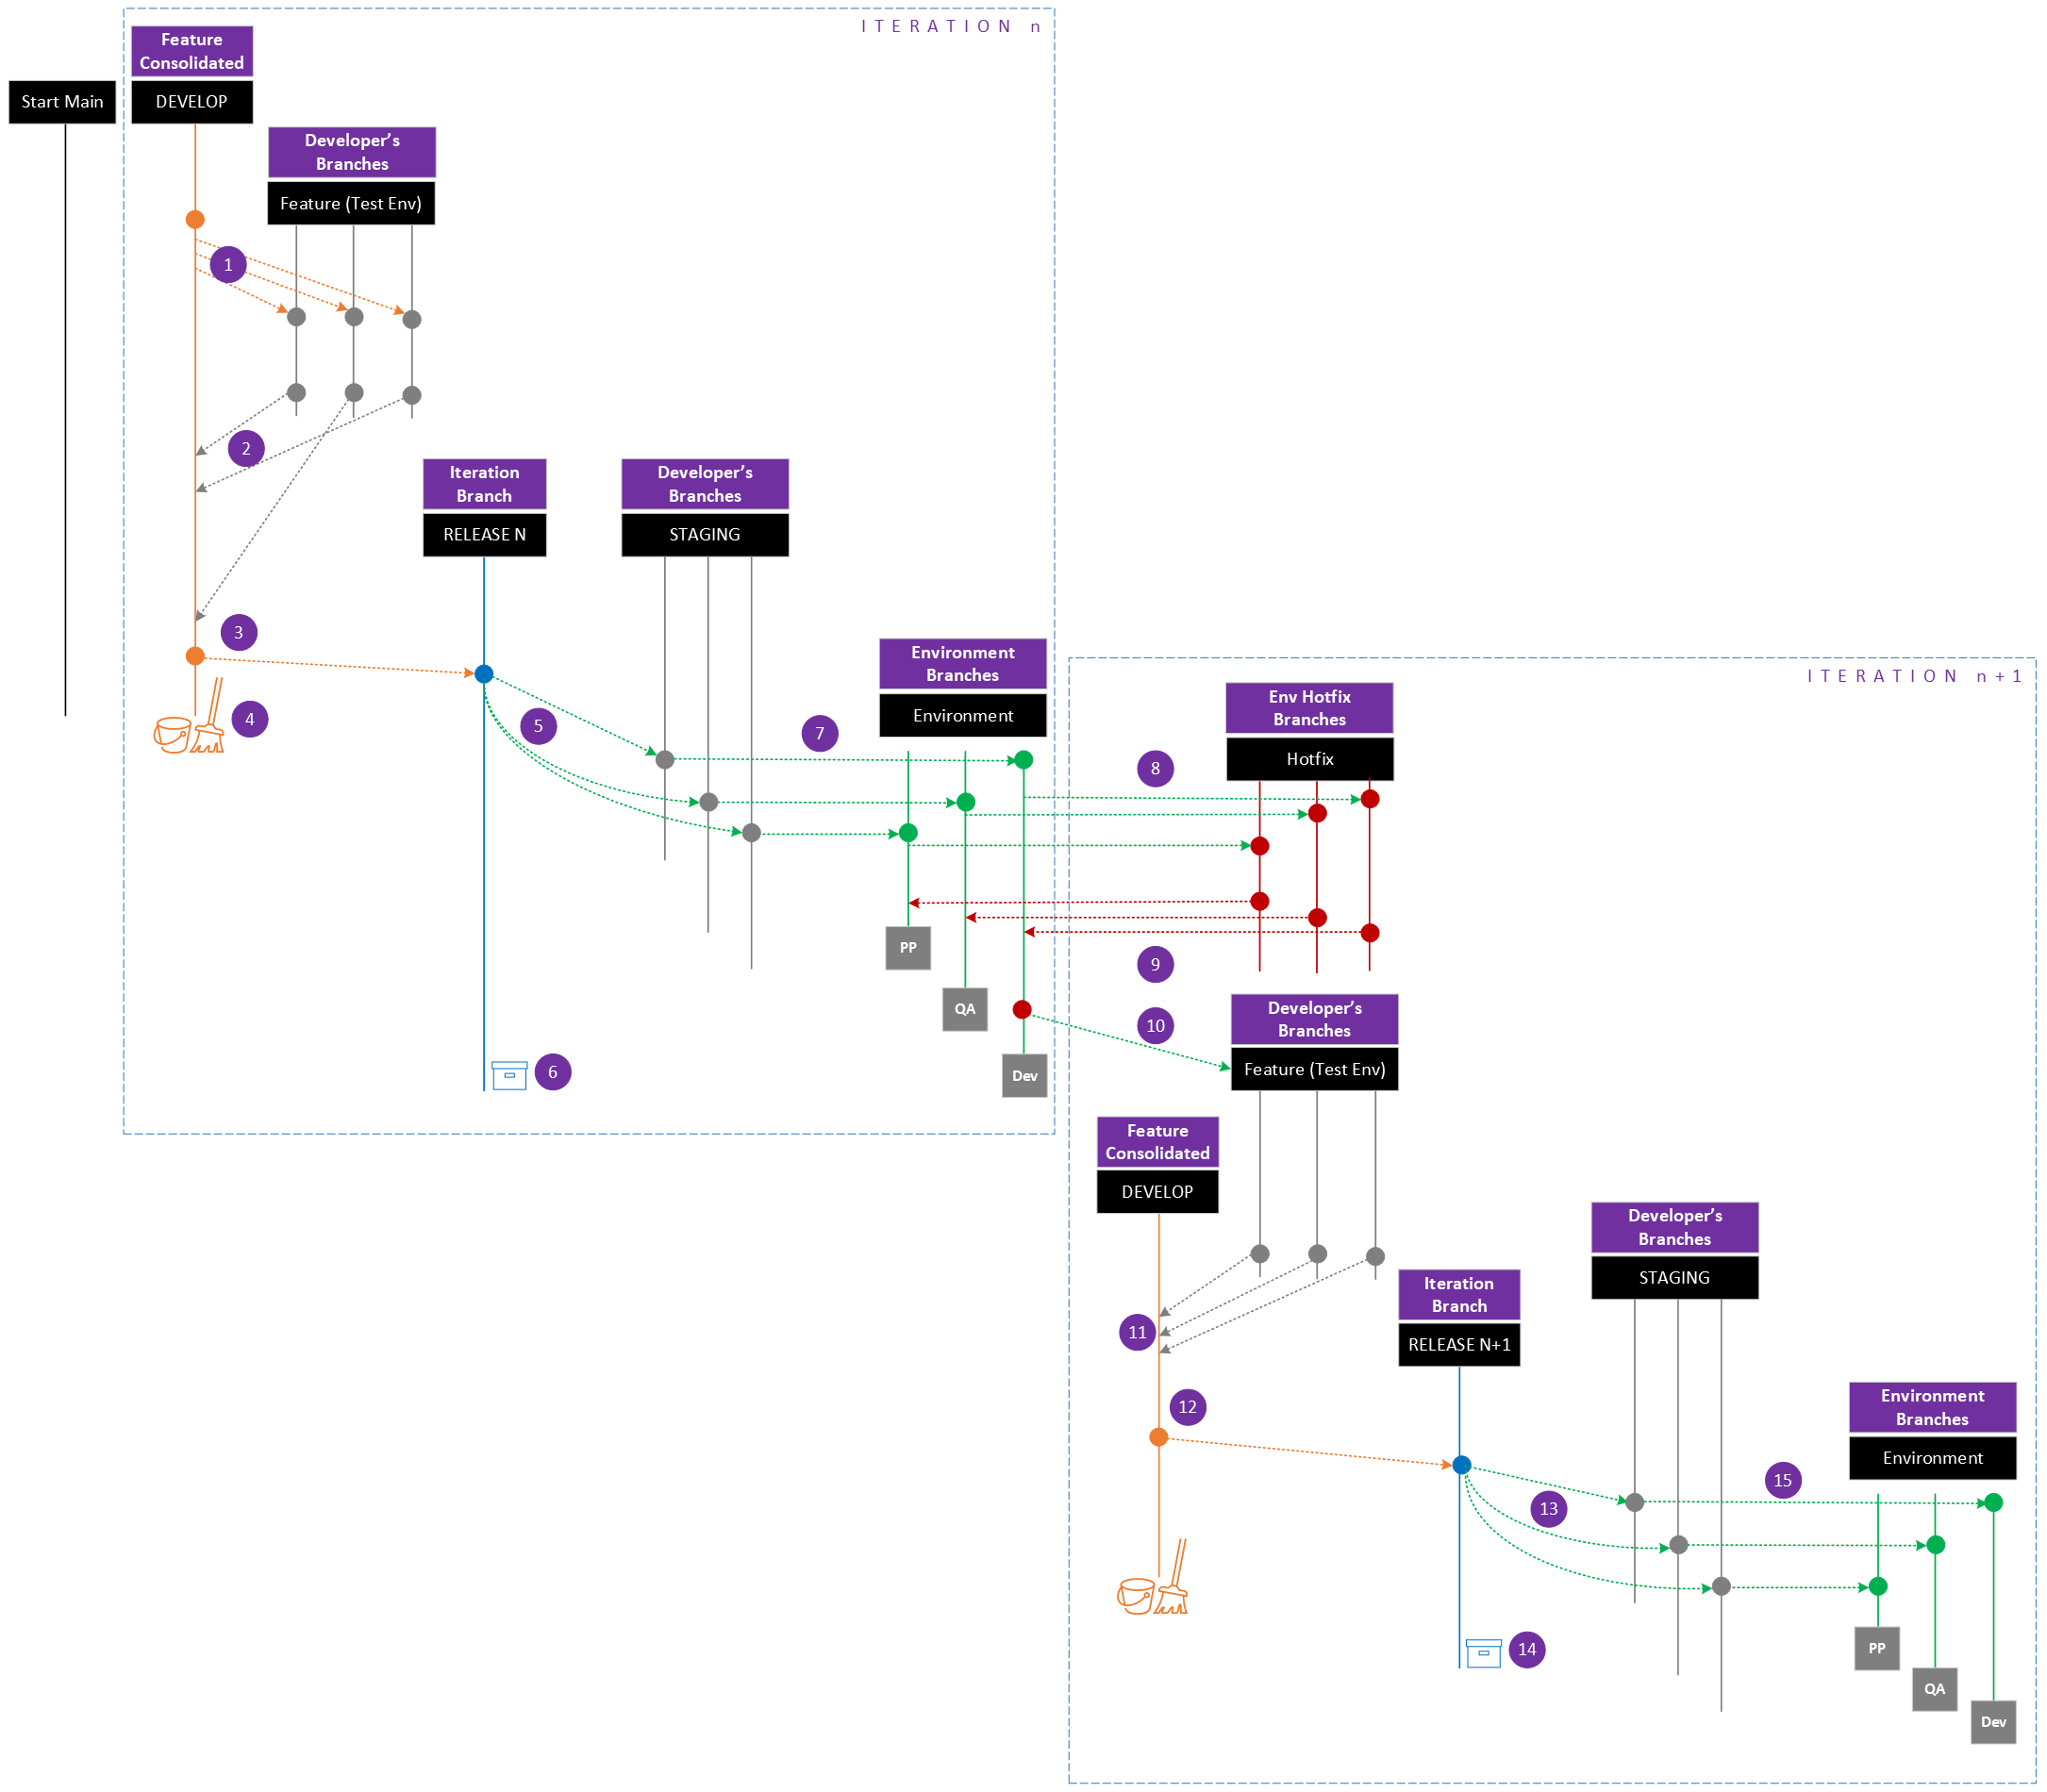 ITERATION n
Feature
Consolidated
Start Main
DEVELOP
Developer's
Branches
Feature (Test Env)
1
2
Iteration
Branch
RELEASE N
Developer's
Branches
STAGING
3
4
5
Environment
Branches
Environment
7
PP
QA
Dev
6
ITERATION n+1
Env Hotfix
Branches
Hotfix
8
9
10
Developer's
Branches
Feature (Test Env)
Feature
Consolidated
DEVELOP
11
Iteration
Branch
RELEASE N+1
Developer's
Branches
STAGING
12
13
Environment
Branches
Environment
15
14
PP
QA
Dev